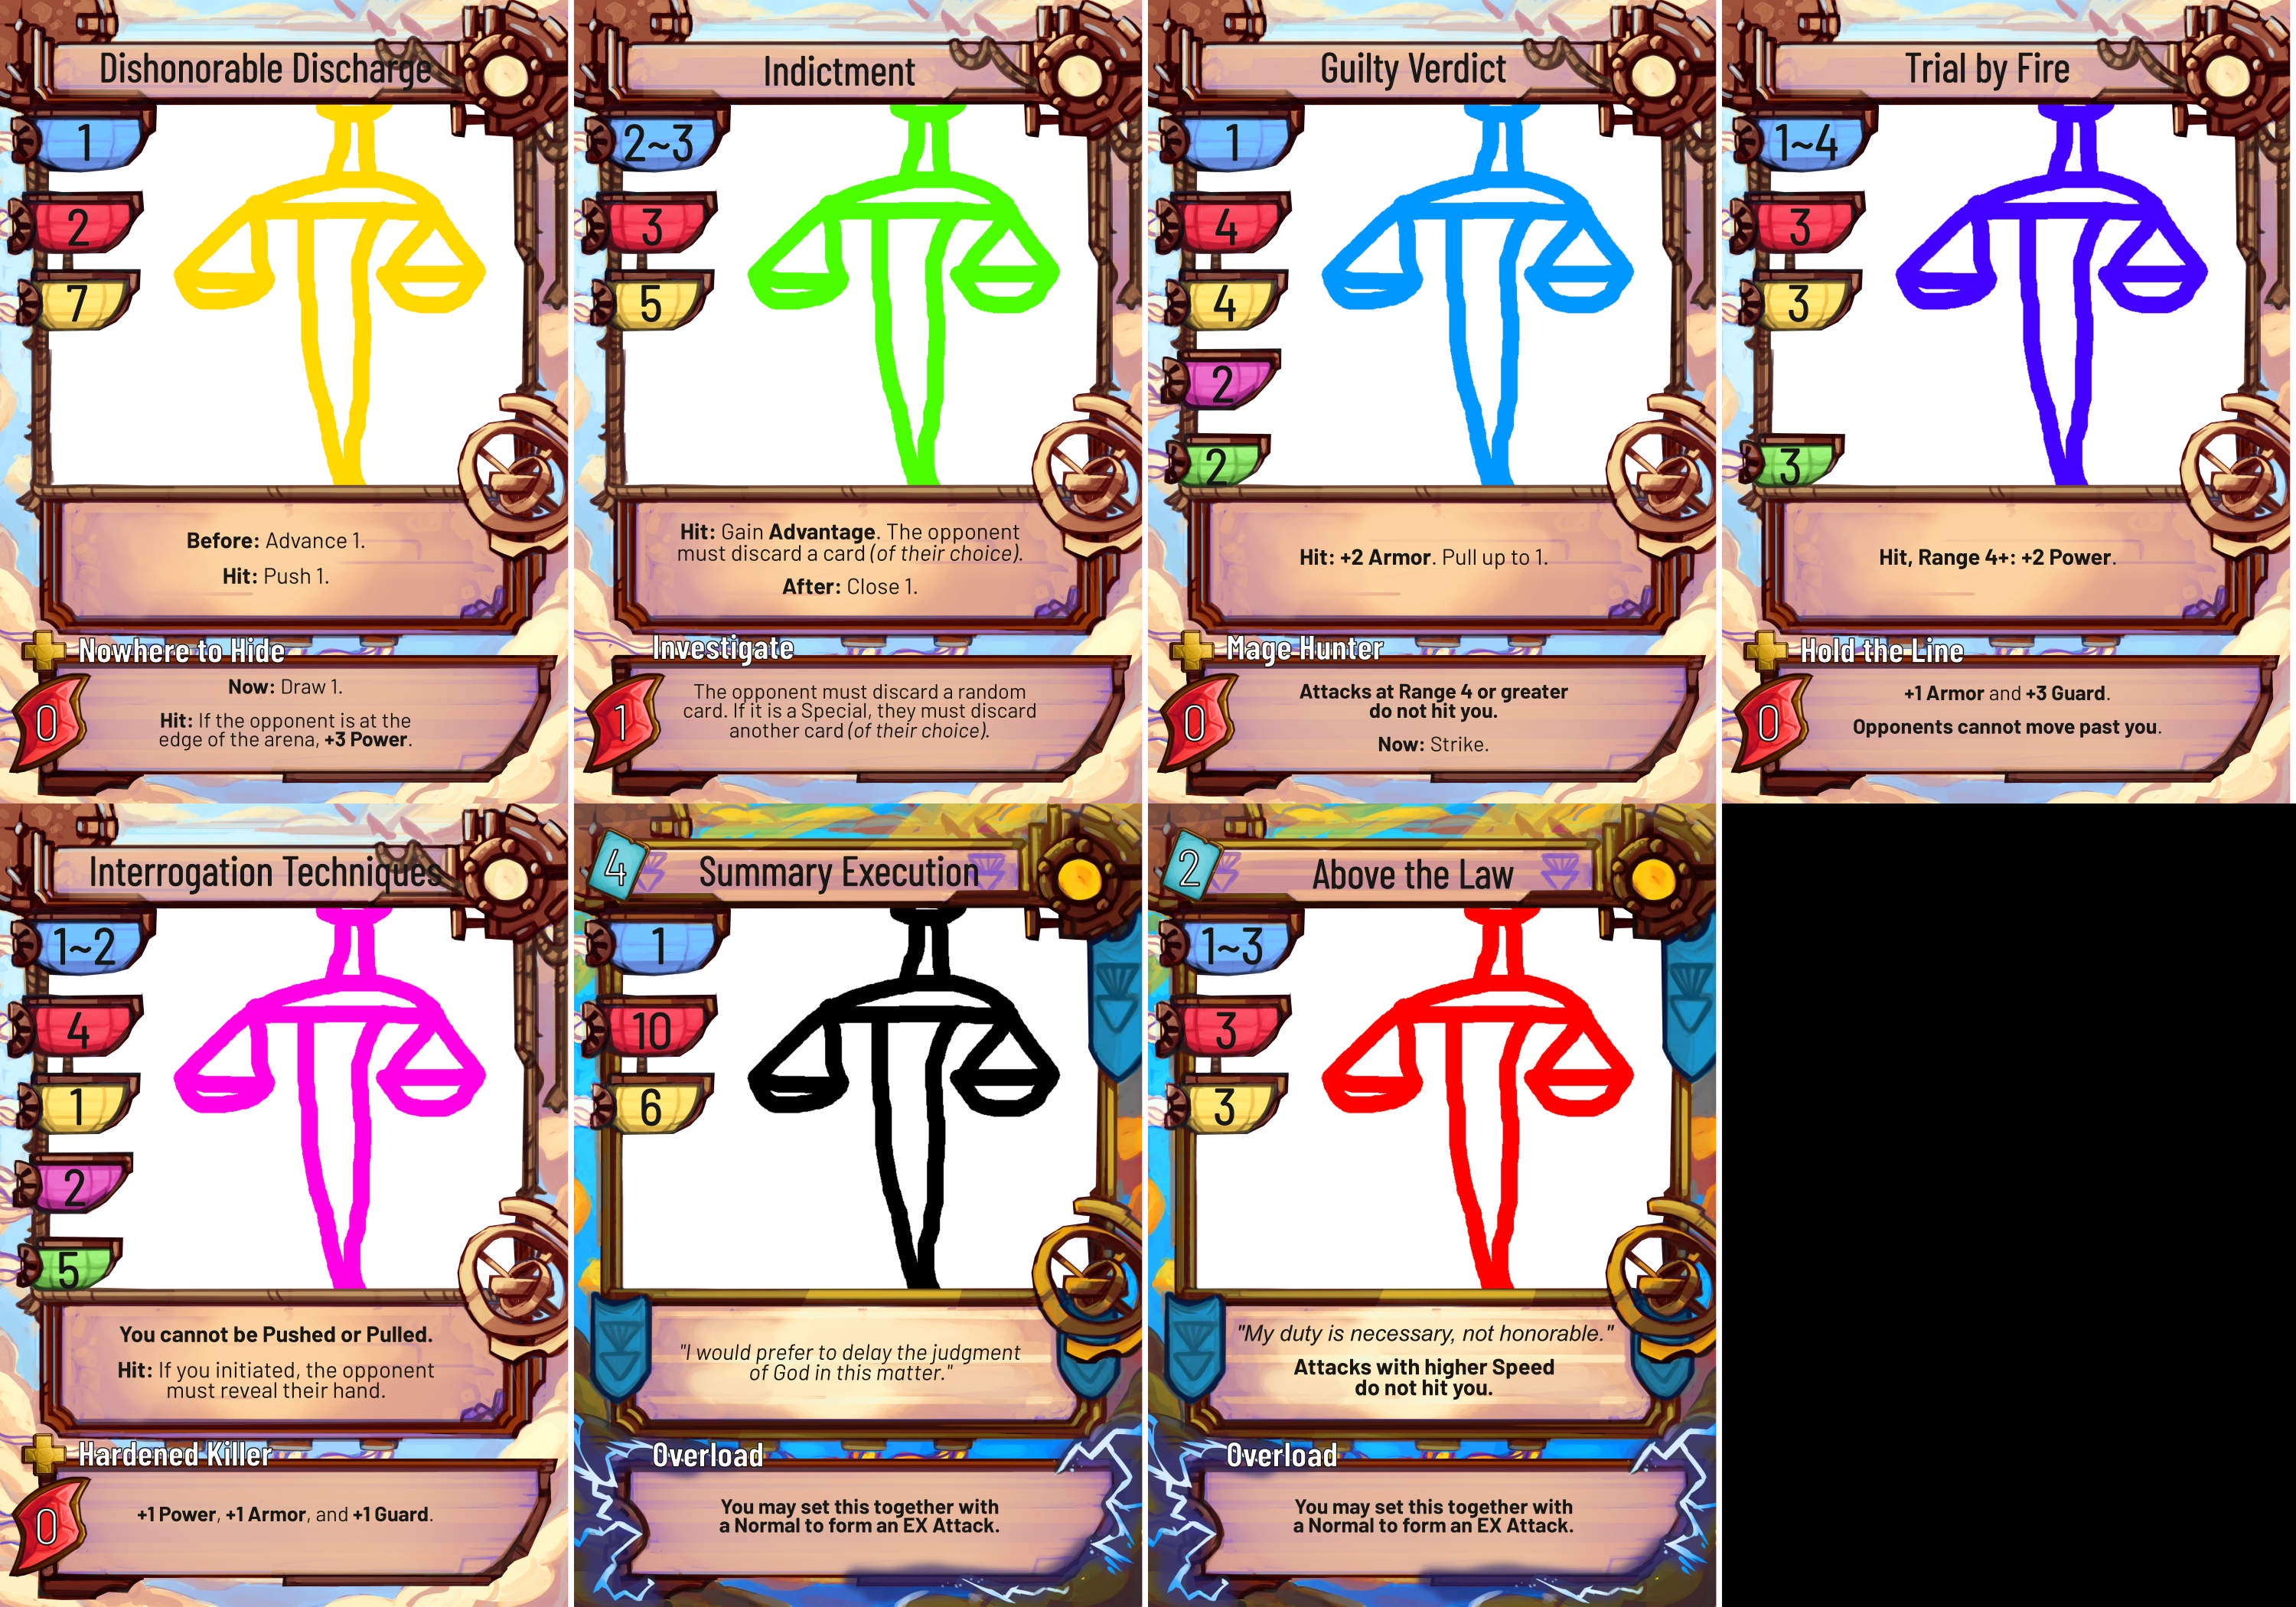 Dishonorable Discharge
1
2
7
Before: Advance 1.
Hit: Push 1.
Nowhere to Hide
0
Now: Draw 1.
Hit: If the opponent is at the
edge of the arena, +3 Power.
Indictment
2~3
3
5
Hit: Gain Advantage. The opponent
must discard a card (of their choice).
After: Close 1.
Investigate
1
The opponent must discard a random
card. If it is a Special, they must discard
another card (of their choice).
Guilty Verdict
1
4
4
2
2
Hit: +2 Armor. Pull up to 1.
Mage Hunter
0
Attacks at Range 4 or greater
do not hit you.
Now: Strike.
Trial by Fire
1~4
3
3
3
Hit, Range 4+: +2 Power.
Hold the Line
0
+1 Armor and +3 Guard.
Opponents cannot move past you.
Interrogation Techniques
1~2
4
1
2
5
You cannot be Pushed or Pulled.
Hit: If you initiated, the opponent
must reveal their hand.
Hardened Killer
0
+1 Power, +1 Armor, and +1 Guard.
4
Summary Execution
1
10
6
"I would prefer to delay the judgment
of God in this matter."
Overload
You may set this together with
a Normal to form an EX Attack.
2
Above the Law
1~3
3
3
"My duty is necessary, not honorable."
Attacks with higher Speed
do not hit you.
Overload
You may set this together with
a Normal to form an EX Attack.